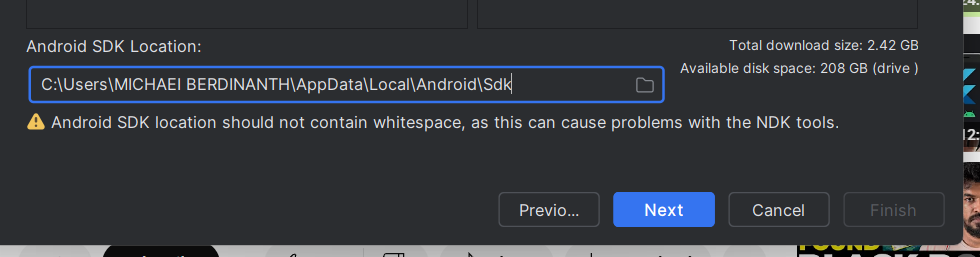 Android SDK Location:
Total download size: 2.42 GB
C:\Users\MICHAEl BERDINANTH\AppData\Local\Android\Sdk
Available disk space: 208 GB (drive )
Android SDK location should not contain whitespace, as this can cause problems with the NDK tools.
Previo...
Next
Cancel
Finish